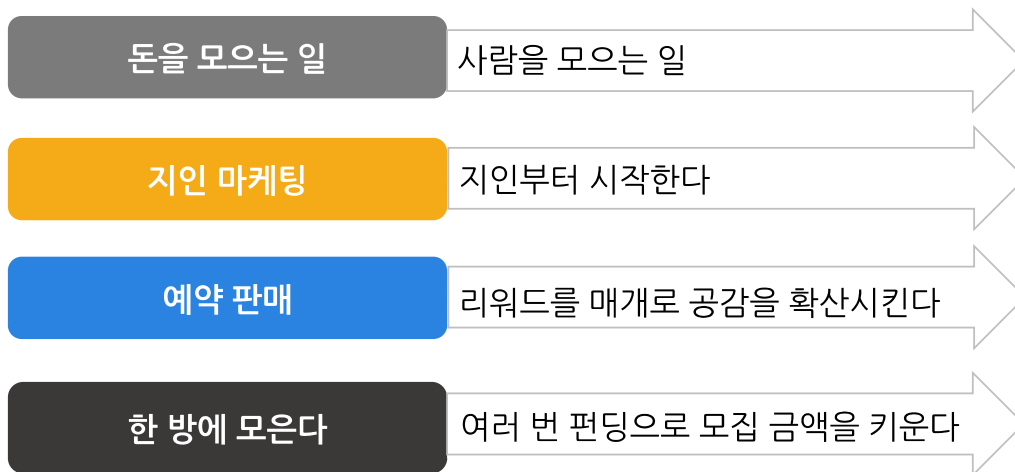 돈을 모으는 일
사람을 모으는 일
지인 마케팅
지인부터 시작한다
예약 판매
리워드를 매개로 공감을 확산시킨다
한 방에 모은다
여러 번 펀딩으로 모집 금액을 키운다